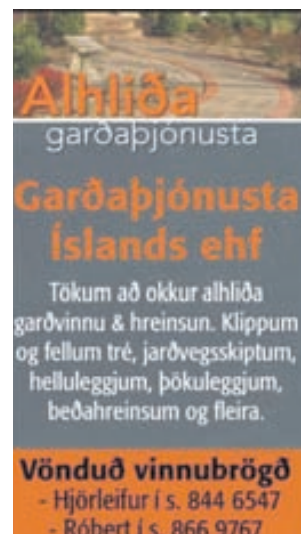 Alhliða
garðaþjónusta
Garðaþjónusta
Íslands ehf
Tökum að okkur alhliða
garðvinnu & hreinsun. Klippum
og fellum tré, jarðvegsskiptum,
helluleggjum, þökuleggjum,
beðahreinsum og fleira.
Vönduð vinnubrögð
- Hjörleifur í s. 844 6547
- Róbert í s. 866 9767